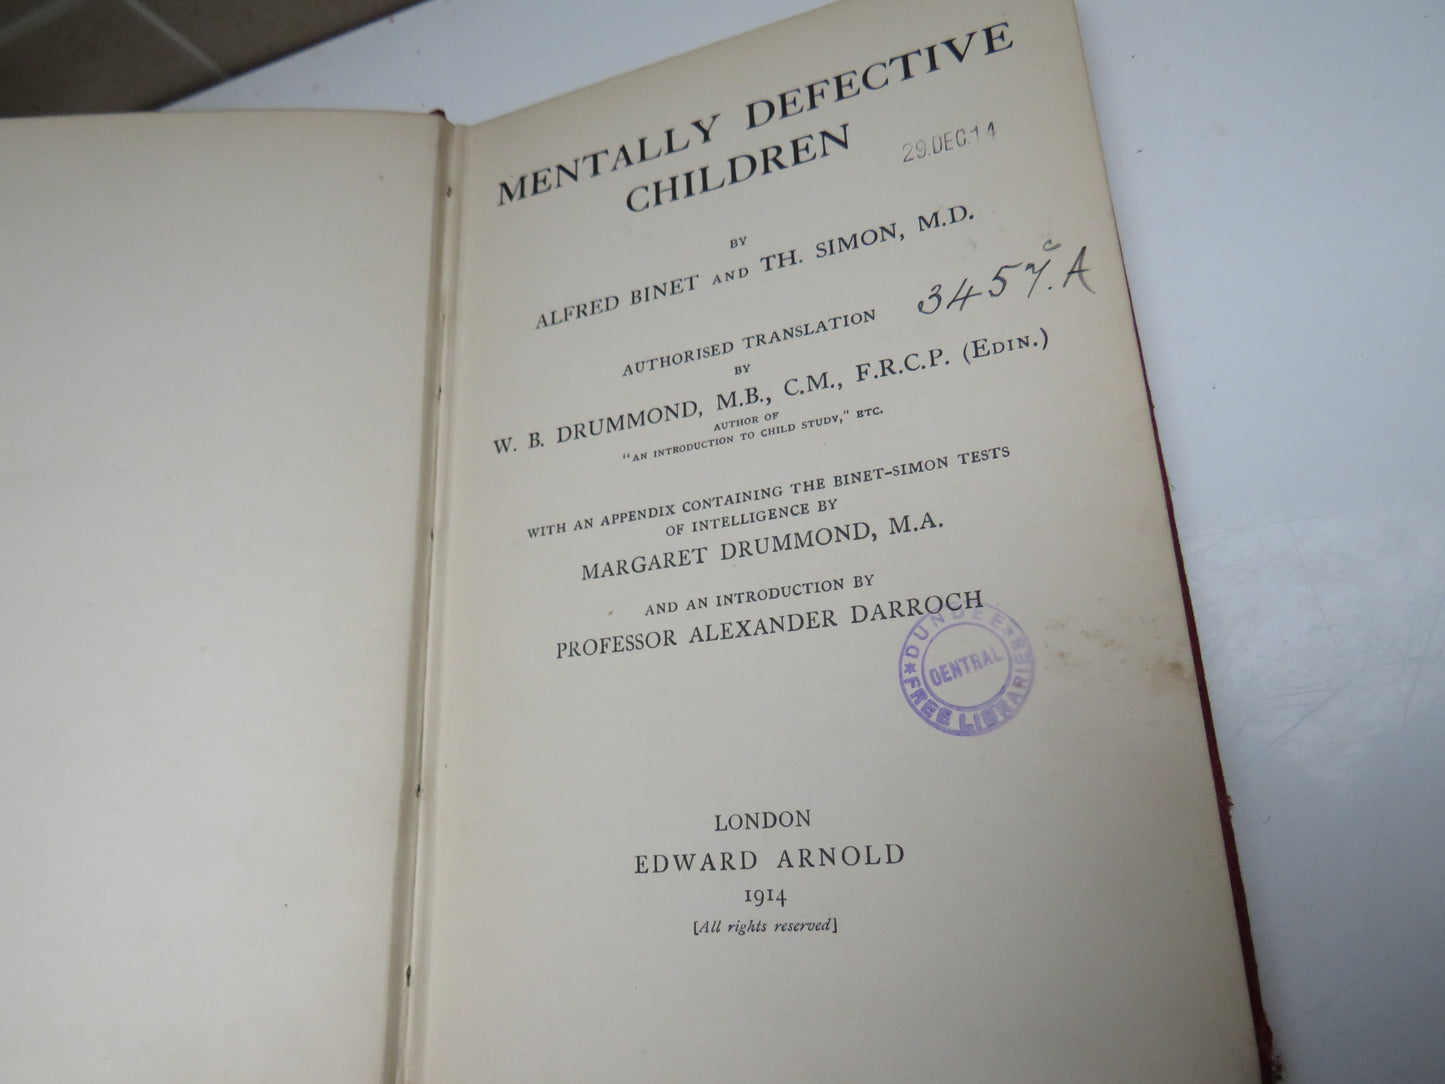 MENTALLY DEFECTIVE
CHILDREN
29.DEC.14
BY
ALFRED BINET AND TH. SIMON, M.D.
3457.A
c
AUTHORISED TRANSLATION
BY
W. B. DRUMMOND, M.B., C.M., F.R.C.P. (EDIN.)
AUTHOR OF
"AN INTRODUCTION TO CHILD STUDY," ETC.
WITH AN APPENDIX CONTAINING THE BINET-SIMON TESTS
OF INTELLIGENCE BY
MARGARET DRUMMOND, M.A.
AND AN INTRODUCTION BY
PROFESSOR ALEXANDER DARROCH
DUNDEE
FREE LIBRARIES
CENTRAL
LONDON
EDWARD ARNOLD
1914
[All rights reserved]